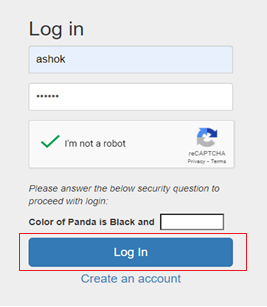 Log in
ashok
••••••
I'm not a robot
reCAPTCHA
Privacy - Terms
Please answer the below security question to
proceed with login:
Color of Panda is Black and
Log In
Create an account